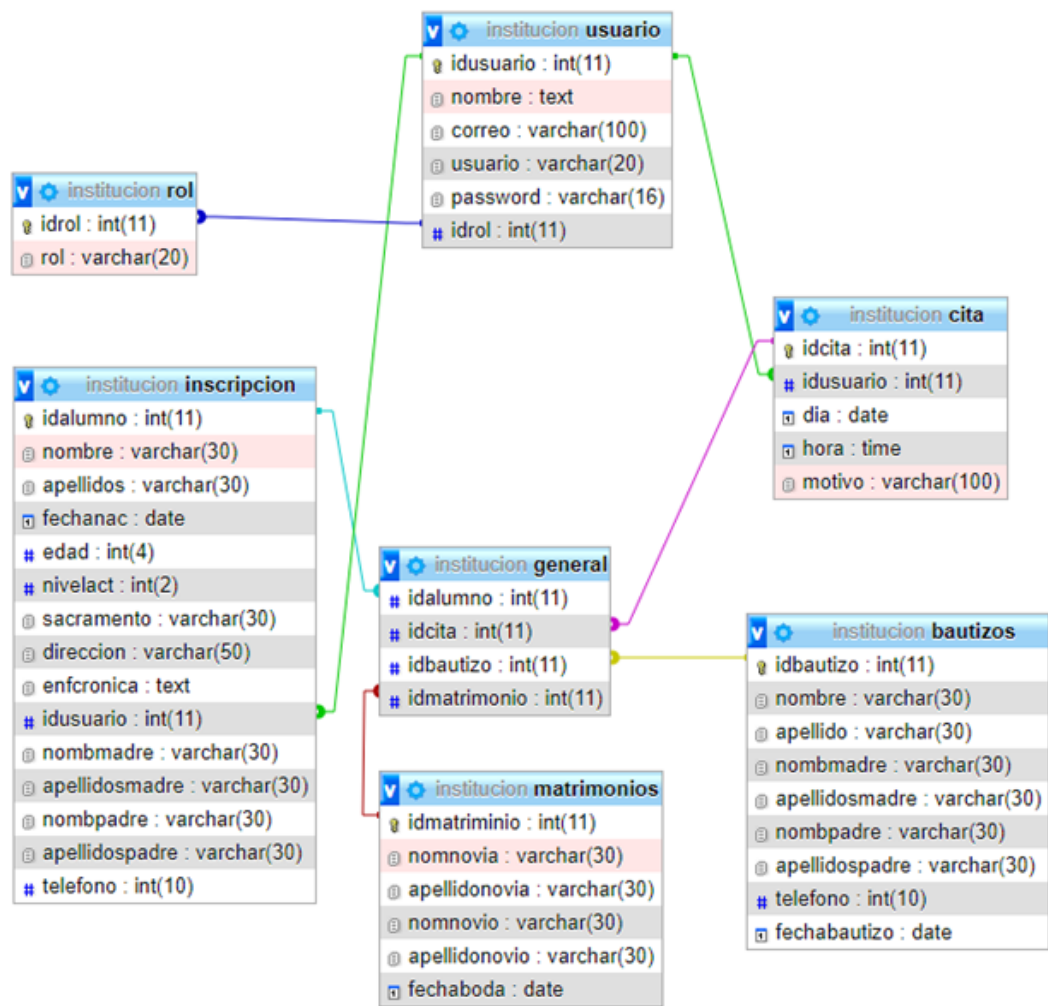 institucion usuario
idusuario : int(11)
nombre : text
correo : varchar(100)
usuario : varchar(20)
password : varchar(16)
idrol : int(11)
institucion rol
idrol : int(11)
rol : varchar(20)
institucion cita
idcita : int(11)
idusuario : int(11)
dia : date
hora : time
motivo : varchar(100)
institucion inscripcion
idalumno : int(11)
nombre : varchar(30)
apellidos : varchar(30)
fechanac : date
edad : int(4)
nivelact : int(2)
sacramento : varchar(30)
direccion : varchar(50)
enfcronica : text
idusuario : int(11)
nombmadre : varchar(30)
apellidosmadre : varchar(30)
nombpadre : varchar(30)
apellidospadre : varchar(30)
telefono : int(10)
institucion general
idalumno : int(11)
idcita : int(11)
idbautizo : int(11)
idmatrimonio : int(11)
institucion bautizos
idbautizo : int(11)
nombre : varchar(30)
apellido : varchar(30)
nombmadre : varchar(30)
apellidosmadre : varchar(30)
nombpadre : varchar(30)
apellidospadre : varchar(30)
telefono : int(10)
fechabautizo : date
institucion matrimonios
idmatriminio : int(11)
nomnovia : varchar(30)
apellidonovia : varchar(30)
nomnovio : varchar(30)
apellidonovio : varchar(30)
fechaboda : date